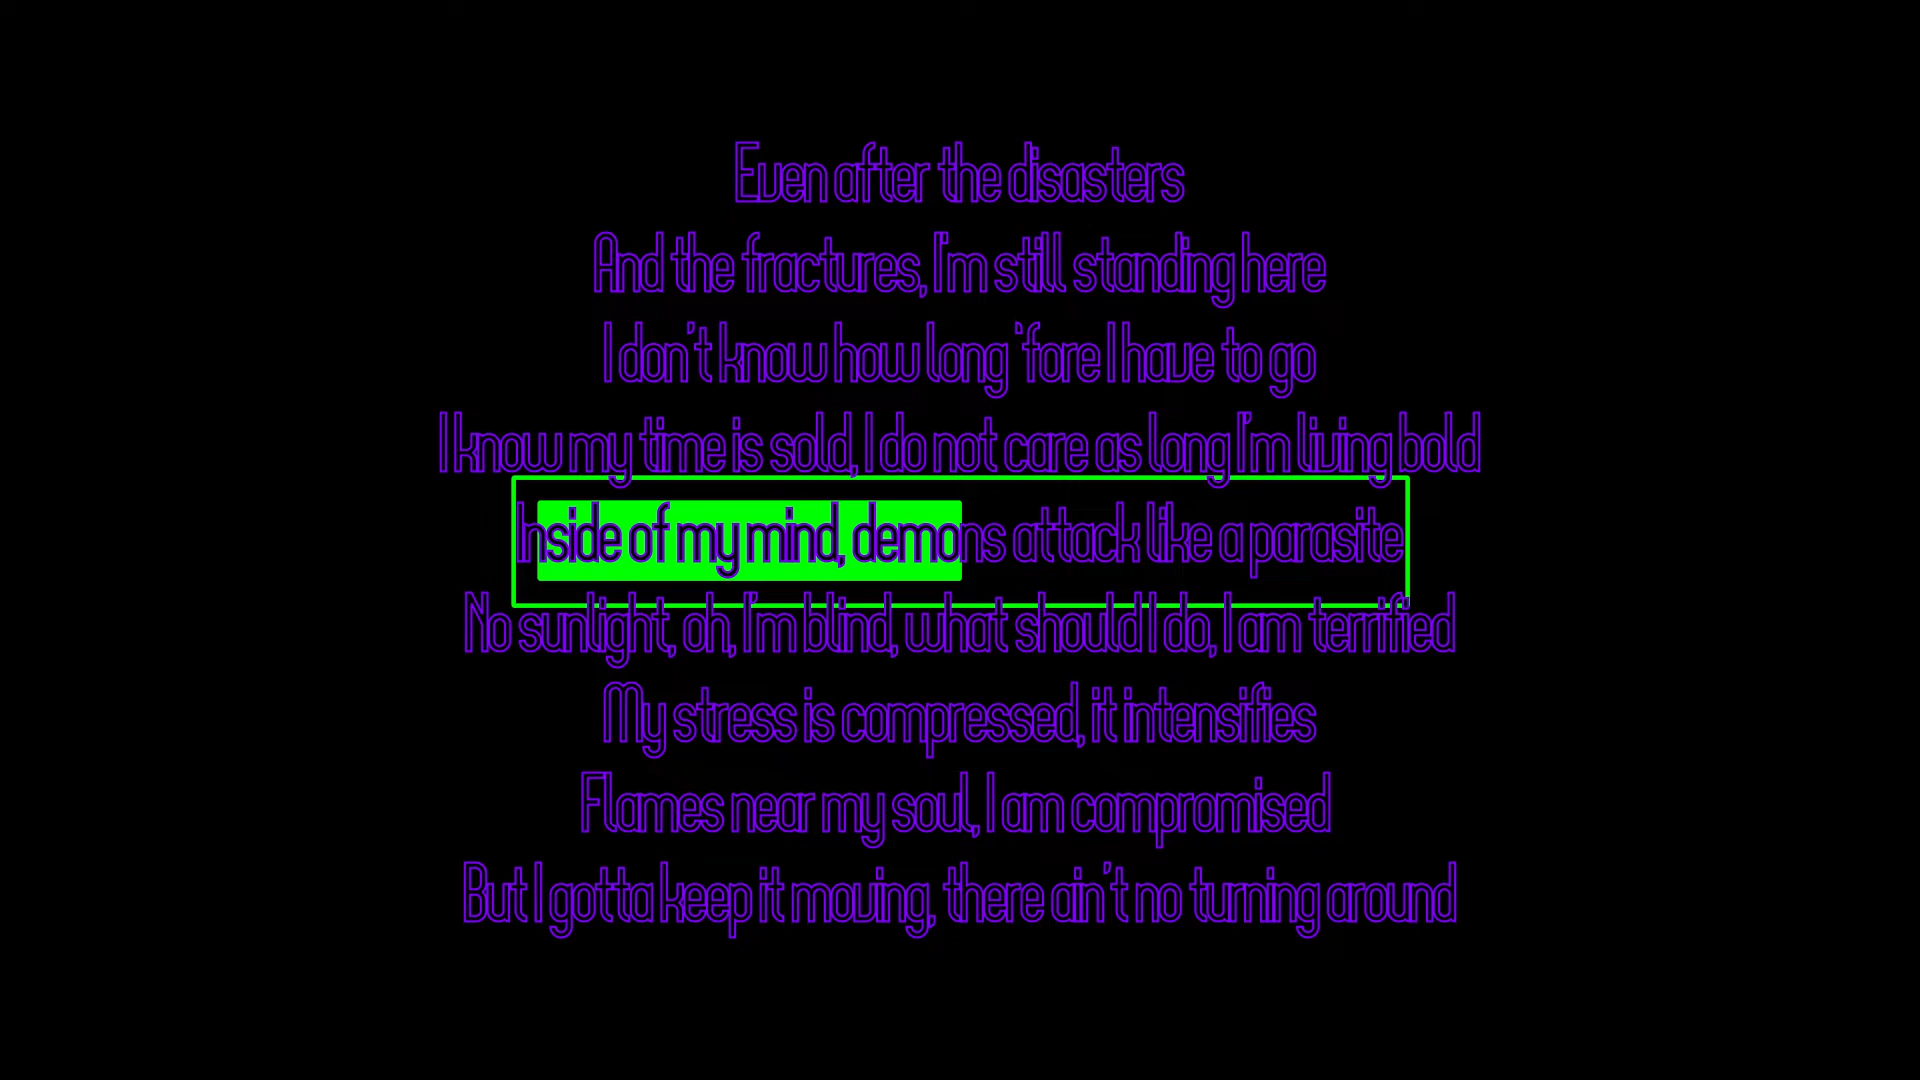 Even after the disasters
And the fractures, I'm still standing here
I don't know how long 'fore I have to go
I know my time is sold, I do not care as long I'm living bold
Inside of my mind, demons attack like a parasite
No sunlight, oh, I'm blind, what should I do, I am terrified
My stress is compressed, it intensifies
Flames near my soul, I am compromised
But I gotta keep it moving, there ain't no turning around